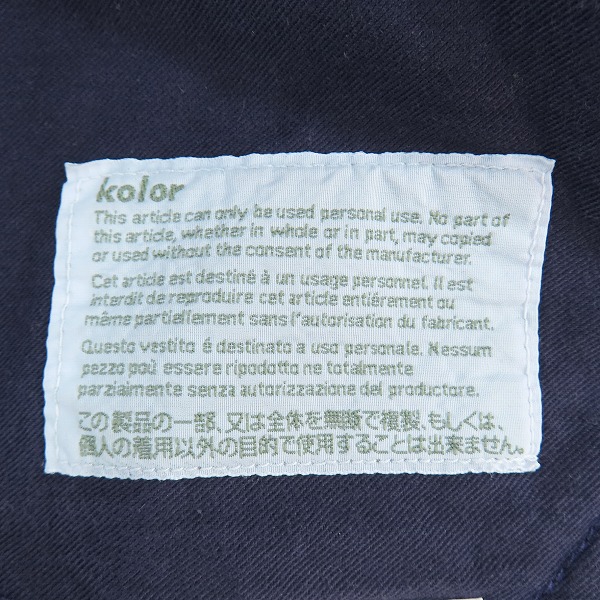 kolor
This article can only be used personal use. No part of
this article, whether in whole or in part, may copied
or used without the consent of the manufacturer.
Cet article est destiné à un usage personnel. Il est
interdit de reproduire cet article entiérement ou
même partiellement sans l'autorisation du fabricant.
Questo vestito é destinato a uso personale. Nessum
pezzo poù essere ripodotto ne totalmente
parzialmente senza autorizzazione del productore.
この製品の一部、又は全体を無断で複製、もしくは、
個人の着用以外の目的で使用することは出来ません。